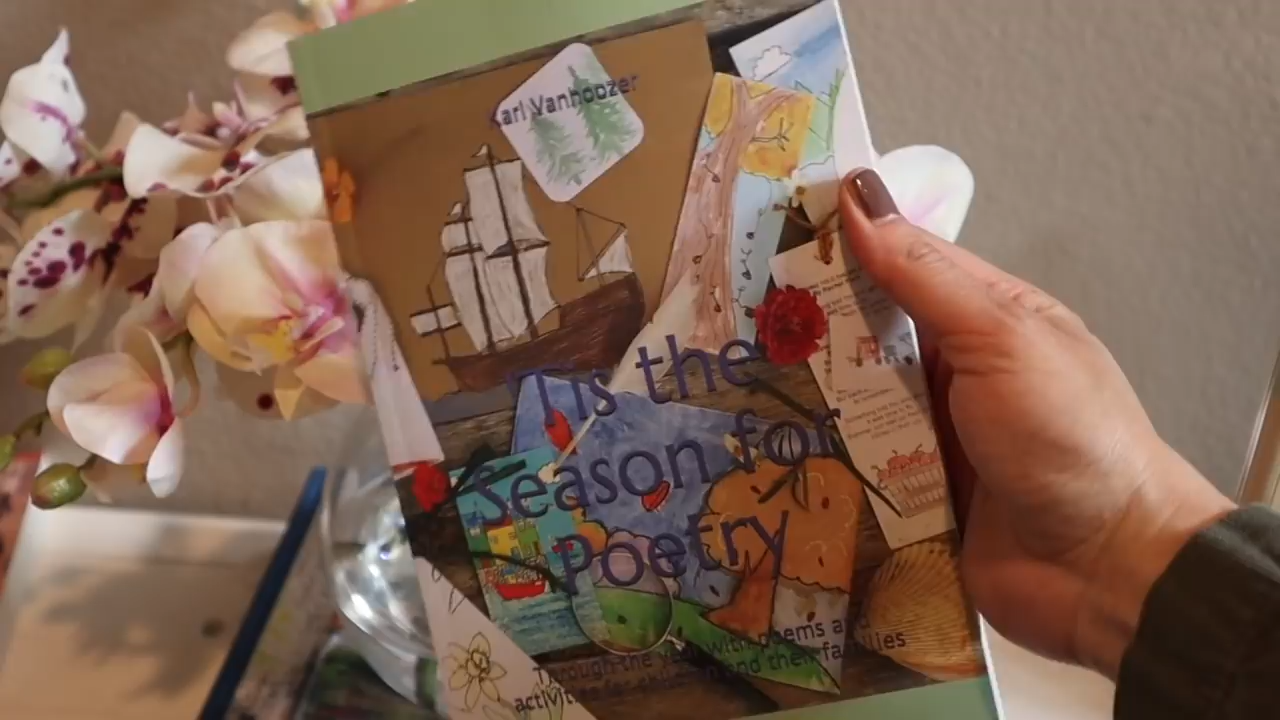 Karl Vanhoozer
'Tis the
Season for
Poetry
Through the year with poems and
activities for children and their families